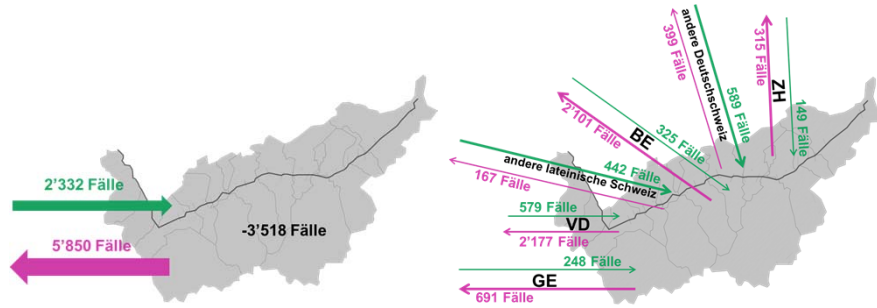 2'332 Fälle
-3'518 Fälle
5'850 Fälle
399 Fälle
andere Deutschschweiz
589 Fälle
315 Fälle
ZH
149 Fälle
2'101 Fälle
BE
325 Fälle
andere lateinische Schweiz
442 Fälle
167 Fälle
579 Fälle
VD
2'177 Fälle
248 Fälle
GE
691 Fälle